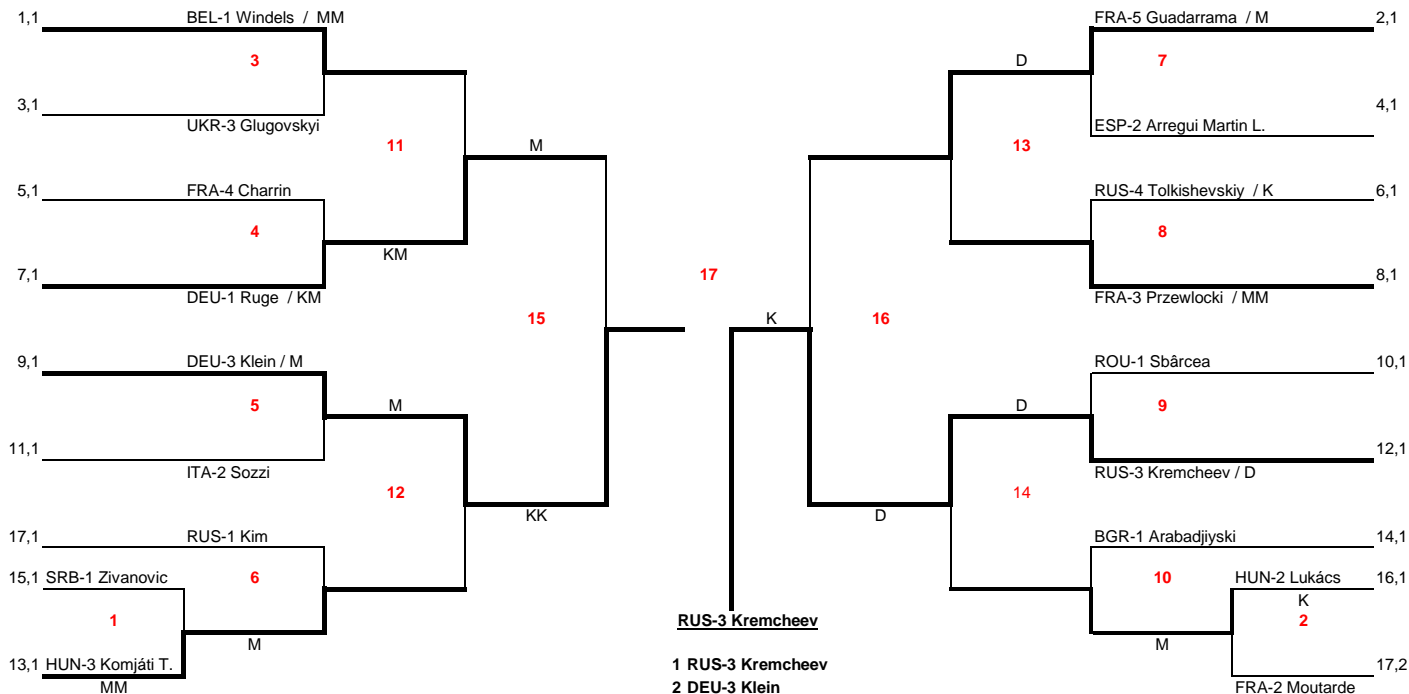 1,1 BEL-1 Windels / MM FRA-5 Guadarrama / M 2,1
3 D 7
3,1 4,1
UKR-3 Glugovskyi ESP-2 Arregui Martin L.
11 M 13
5,1 FRA-4 Charrin RUS-4 Tolkishevskiy / K 6,1
4 8
KM
7,1 17 8,1
DEU-1 Ruge / KM FRA-3 Przewlocki / MM
15 K 16
9,1 DEU-3 Klein / M ROU-1 Sbârcea 10,1
5 M D 9
11,1 12,1
ITA-2 Sozzi RUS-3 Kremcheev / D
12 14
KK D
17,1 RUS-1 Kim BGR-1 Arabadjiyski 14,1
15,1 SRB-1 Zivanovic 6 10 HUN-2 Lukács 16,1
K
1 RUS-3 Kremcheev 2
M M
13,1 HUN-3 Komjáti T. 1 RUS-3 Kremcheev 17,2
MM 2 DEU-3 Klein FRA-2 Moutarde